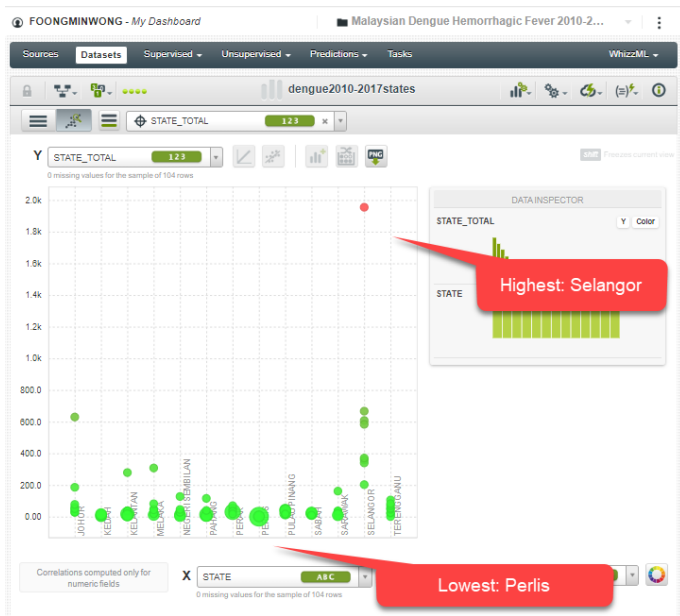 FOONGMINWONG - My Dashboard
Malaysian Dengue Hemorrhagic Fever 2010-2...
Sources Datasets Supervised Unsupervised Predictions Tasks WhizzML
dengue2010-2017states
STATE_TOTAL 123 ×
Y STATE_TOTAL 123
PNG
0 missing values for the sample of 104 rows
shift Freezes current view
DATA INSPECTOR
STATE_TOTAL Y Color
Highest: Selangor
STATE
2.0k
1.8k
1.6k
1.4k
1.2k
1.0k
800.0
600.0
400.0
200.0
0.00
JOHOR
KEDAH
KELANTAN
MELAKA
NEGERI SEMBILAN
PAHANG
PERAK
PERLIS
PULAU PINANG
SABAH
SARAWAK
SELANGOR
TERENGGANU
Correlations computed only for
numeric fields
X STATE ABC
0 missing values for the sample of 104 rows
Lowest: Perlis